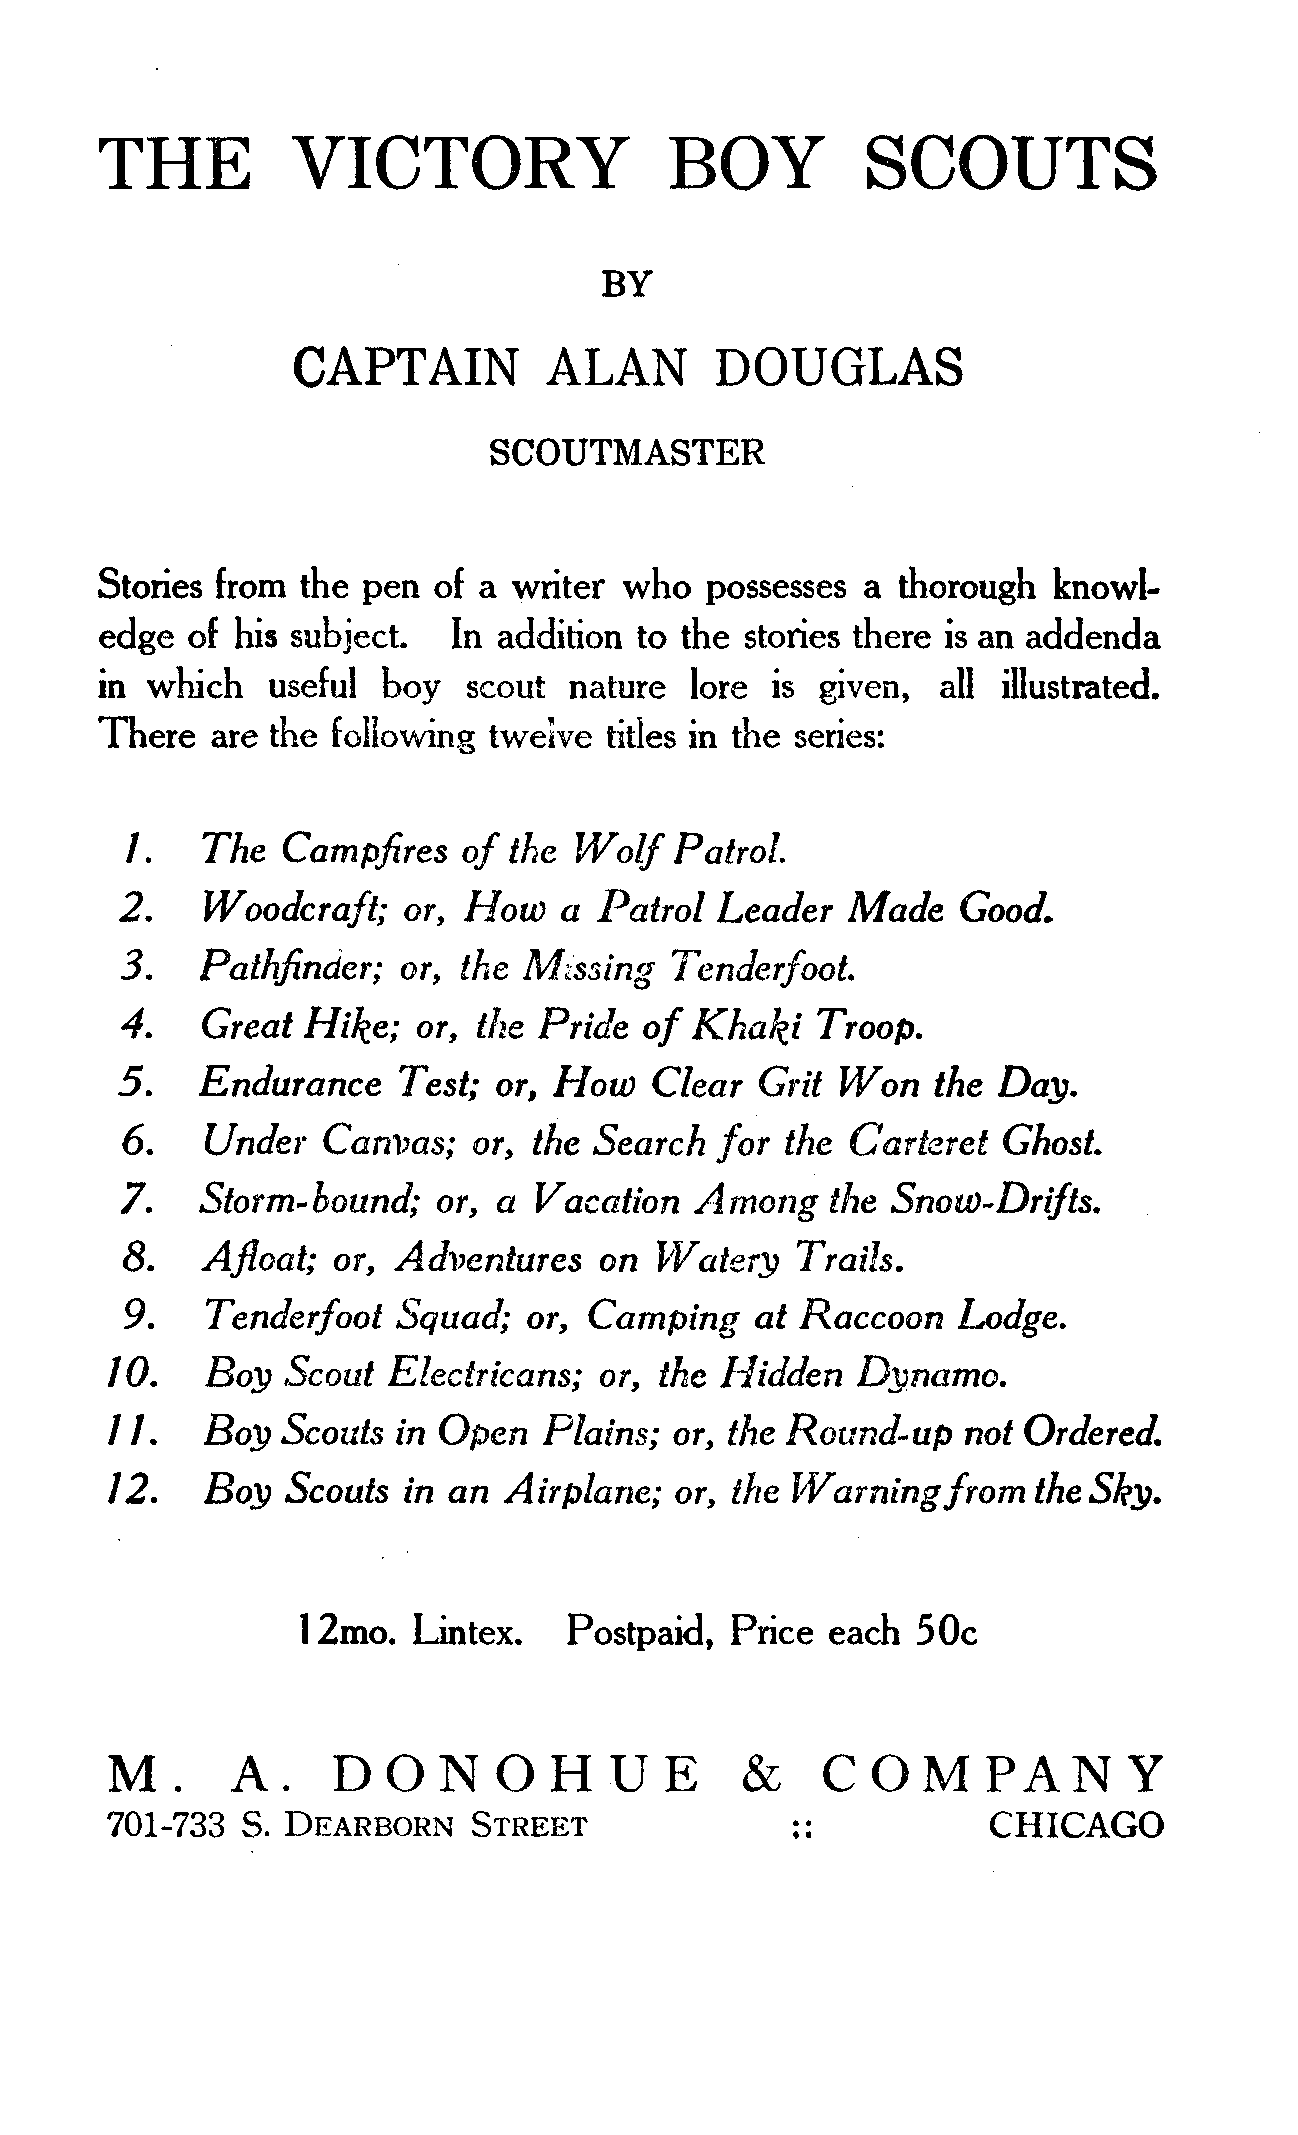 THE VICTORY BOY SCOUTS
BY
CAPTAIN ALAN DOUGLAS
SCOUTMASTER
Stories from the pen of a writer who possesses a thorough knowl-
edge of his subject. In addition to the stories there is an addenda
in which useful boy scout nature lore is given, all illustrated.
There are the following twelve titles in the series:
1. The Campfires of the Wolf Patrol.
2. Woodcraft; or, How a Patrol Leader Made Good.
3. Pathfinder; or, the Missing Tenderfoot.
4. Great Hike; or, the Pride of Khaki Troop.
5. Endurance Test; or, How Clear Grit Won the Day.
6. Under Canvas; or, the Search for the Carteret Ghost.
7. Storm-bound; or, a Vacation Among the Snow-Drifts.
8. Afloat; or, Adventures on Watery Trails.
9. Tenderfoot Squad; or, Camping at Raccoon Lodge.
10. Boy Scout Electricans; or, the Hidden Dynamo.
11. Boy Scouts in Open Plains; or, the Round-up not Ordered.
12. Boy Scouts in an Airplane; or, the Warning from the Sky.
12mo. Lintex. Postpaid, Price each 50c
M. A. DONOHUE & COMPANY
701-733 S. DEARBORN STREET :: CHICAGO